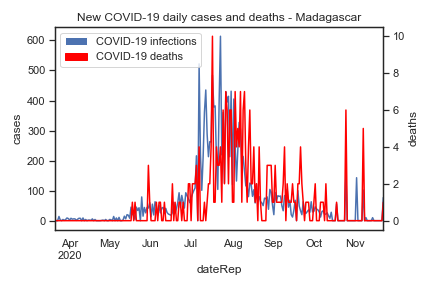 New COVID-19 daily cases and deaths - Madagascar
COVID-19 infections
COVID-19 deaths
cases
600
500
400
300
200
100
0
deaths
10
8
6
4
2
0
Apr May Jun Jul Aug Sep Oct Nov
2020
dateRep